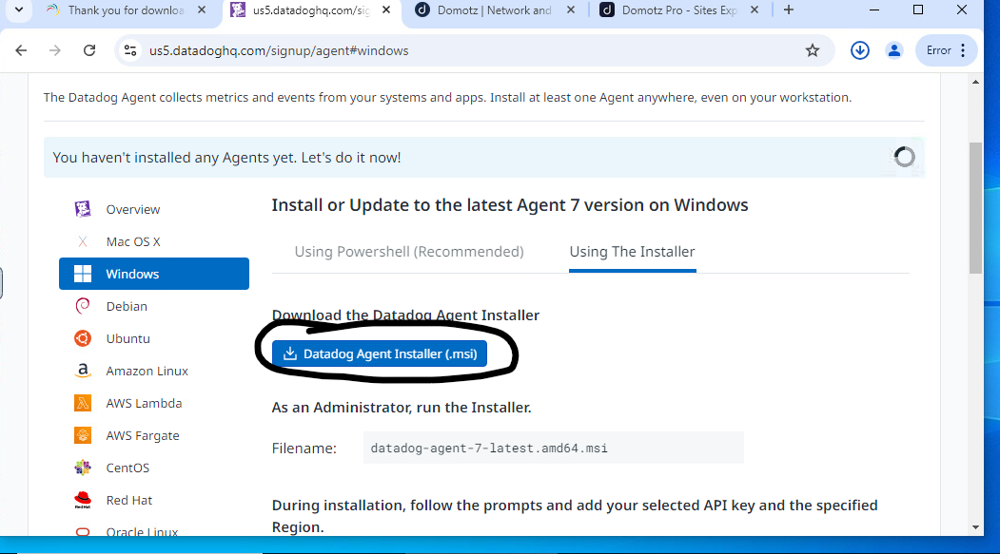 Thank you for downloa
us5.datadoghq.com/sig
Domotz | Network and
Domotz Pro - Sites Exp
us5.datadoghq.com/signup/agent#windows
Error
The Datadog Agent collects metrics and events from your systems and apps. Install at least one Agent anywhere, even on your workstation.
You haven't installed any Agents yet. Let's do it now!
Overview
Mac OS X
Windows
Debian
Ubuntu
Amazon Linux
AWS Lambda
AWS Fargate
CentOS
Red Hat
Oracle Linux
Install or Update to the latest Agent 7 version on Windows
Using Powershell (Recommended)
Using The Installer
Download the Datadog Agent Installer
Datadog Agent Installer (.msi)
As an Administrator, run the Installer.
Filename:
datadog-agent-7-latest.amd64.msi
During installation, follow the prompts and add your selected API key and the specified
Region.